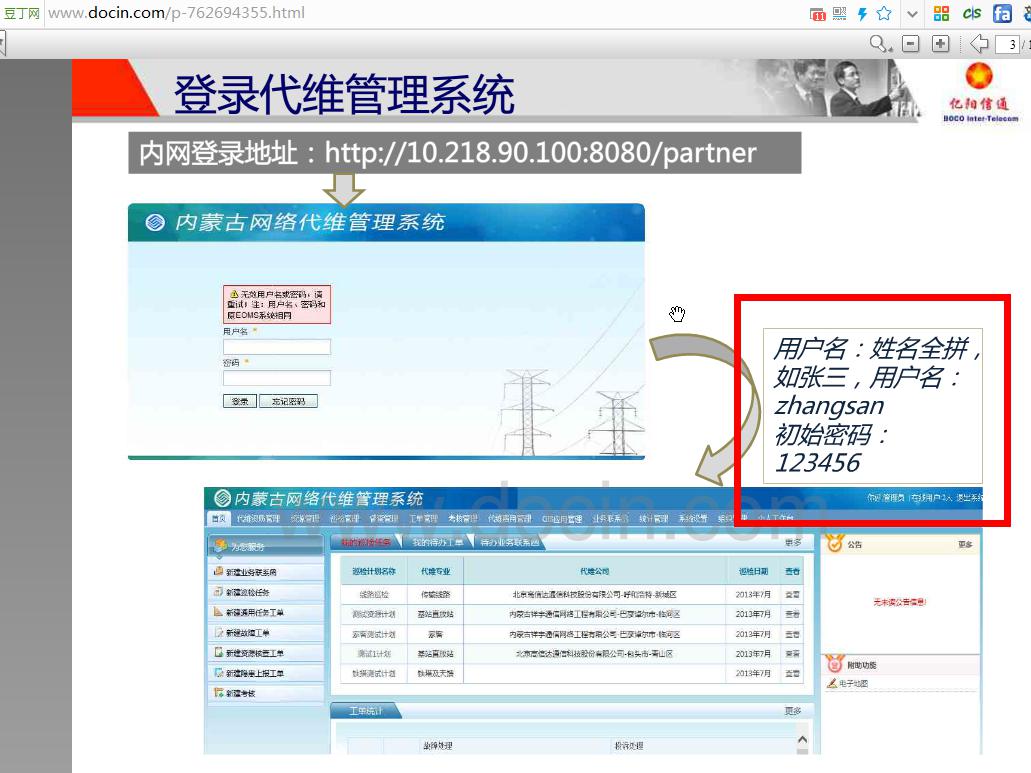 豆丁网 www.docin.com/p-762694355.html
11
3 / 1
登录代维管理系统
亿阳信通
BOCO Inter-Telecom
内网登录地址：http://10.218.90.100:8080/partner
内蒙古网络代维管理系统
无效用户名或密码，请
重试！注：用户名、密码和
原EOMS系统相同
用户名 *
密码 *
登录 忘记密码
用户名：姓名全拼，
如张三，用户名：
zhangsan
初始密码：
123456
www.docin.com
内蒙古网络代维管理系统
首页 代维资质管理 资源管理 巡检管理 工单管理 考核管理 GIS应用管理 业务联系函 统计管理 系统设置 个人工作台
为您服务
新建业务联系函
新建巡检任务
新建通用任务工单
新建故障工单
新建资源核查工单
新建隐患上报工单
新建考核
我的巡检任务 我的待办工单 待办业务联系函 更多
巡检计划名称 代维专业 代维公司 巡检日期 查看
线路巡检 传输线路 北京高信达通信科技股份有限公司-呼和浩特-新城区 2013年7月 查看
测试资源计划 基站直放站 内蒙古祥宇通信网络工程有限公司-巴彦淖尔市-临河区 2013年7月 查看
家客测试计划 家客 内蒙古祥宇通信网络工程有限公司-巴彦淖尔市-临河区 2013年7月 查看
测试1计划 基站直放站 北京高信达通信科技股份有限公司-包头市-青山区 2013年7月 查看
铁塔测试计划 铁塔及天馈 2013年7月 查看
工单统计 更多
故障处理 投诉处理
公告 更多
无未读公告信息!
附助功能
电子地图